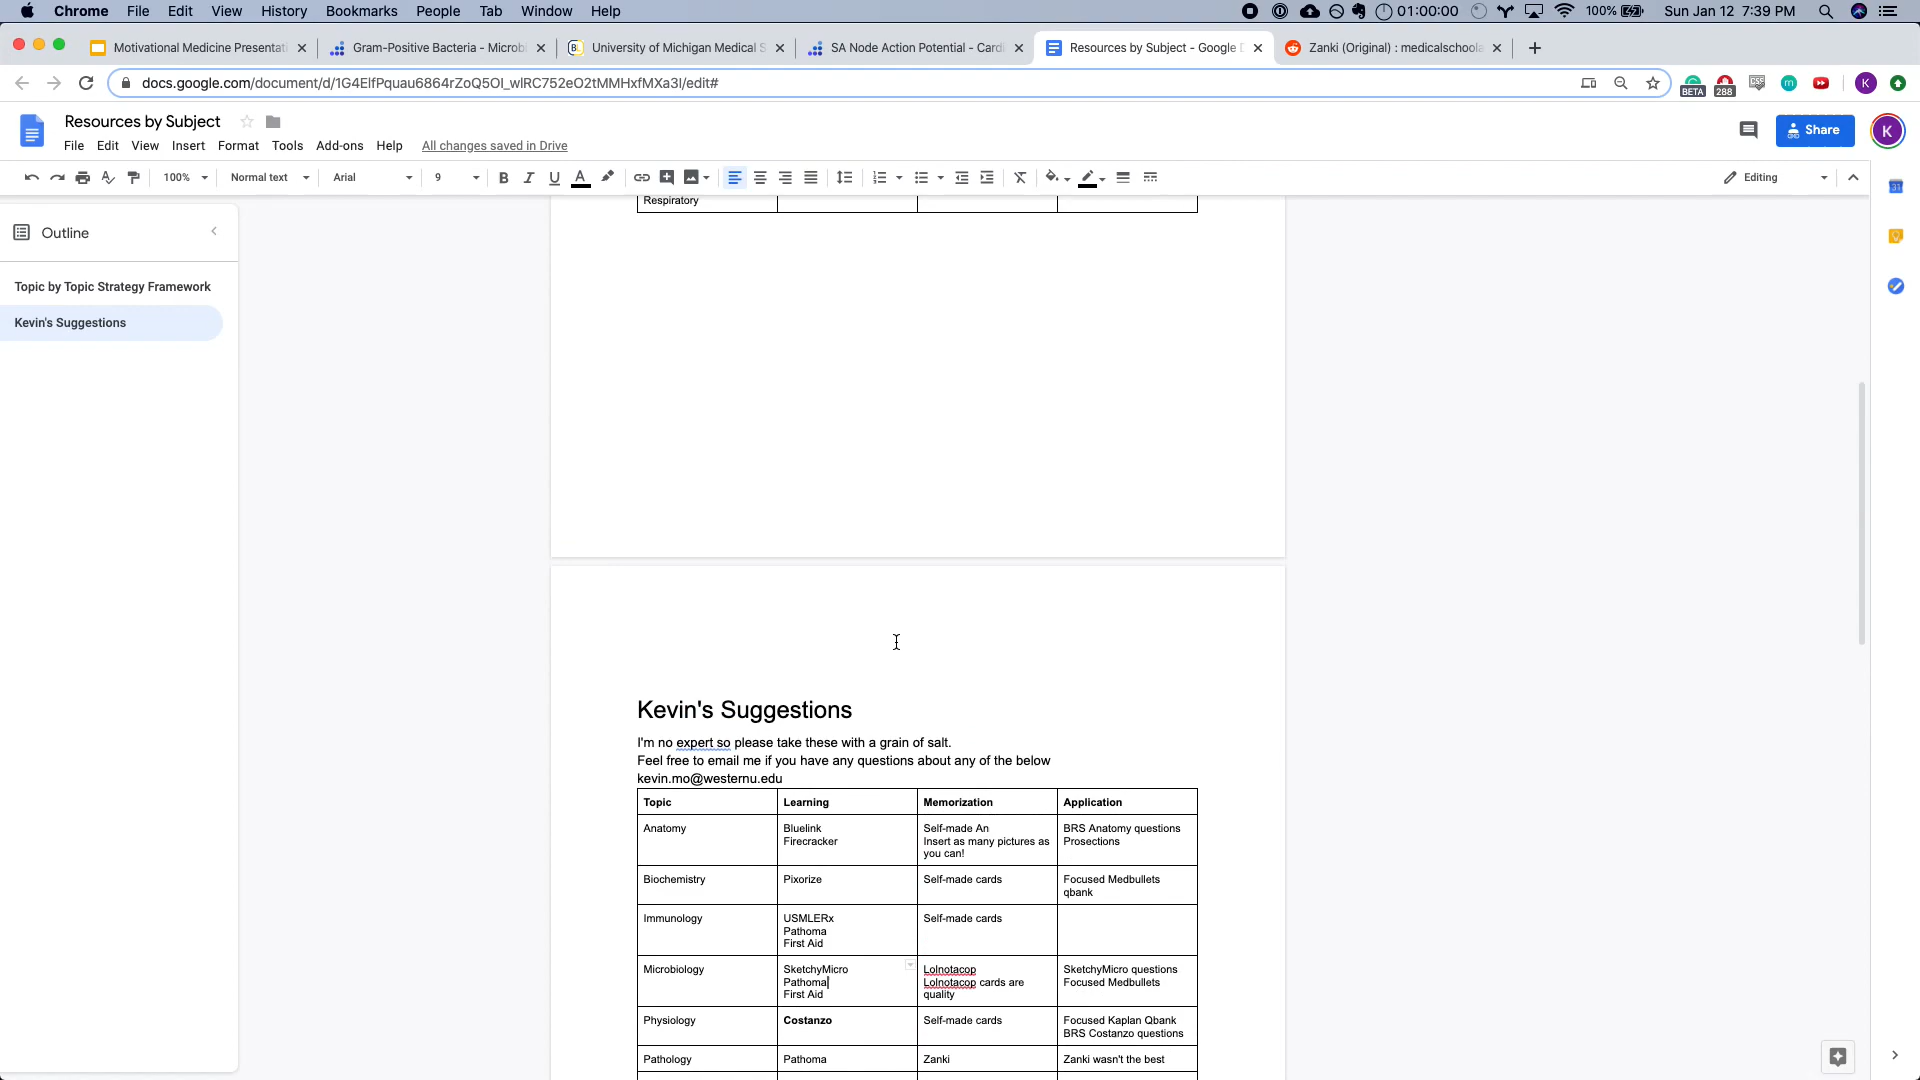 Chrome File Edit View History Bookmarks People Tab Window Help 01:00:00 100% Sun Jan 12 7:39 PM
Motivational Medicine Presentati Gram-Positive Bacteria - Microbi University of Michigan Medical S SA Node Action Potential - Cardi Resources by Subject - Google D Zanki (Original) : medicalschoola
docs.google.com/document/d/1G4ElfPquau6864rZoQ5OI_wlRC752eO2tMMHxfMXa3I/edit# BETA 288 K
Resources by Subject
File Edit View Insert Format Tools Add-ons Help All changes saved in Drive Share K
100% Normal text Arial 9 B I U A Editing
31
Outline
Topic by Topic Strategy Framework
Kevin's Suggestions
Respiratory
Kevin's Suggestions
I'm no expert so please take these with a grain of salt.
Feel free to email me if you have any questions about any of the below
kevin.mo@westernu.edu
Topic Learning Memorization Application
Anatomy Bluelink Self-made An BRS Anatomy questions
Firecracker Insert as many pictures as Prosections
you can!
Biochemistry Pixorize Self-made cards Focused Medbullets
qbank
Immunology USMLERx Self-made cards
Pathoma
First Aid
Microbiology SketchyMicro Lolnotacop SketchyMicro questions
Pathoma Lolnotacop cards are Focused Medbullets
First Aid quality
Physiology Costanzo Self-made cards Focused Kaplan Qbank
BRS Costanzo questions
Pathology Pathoma Zanki Zanki wasn't the best